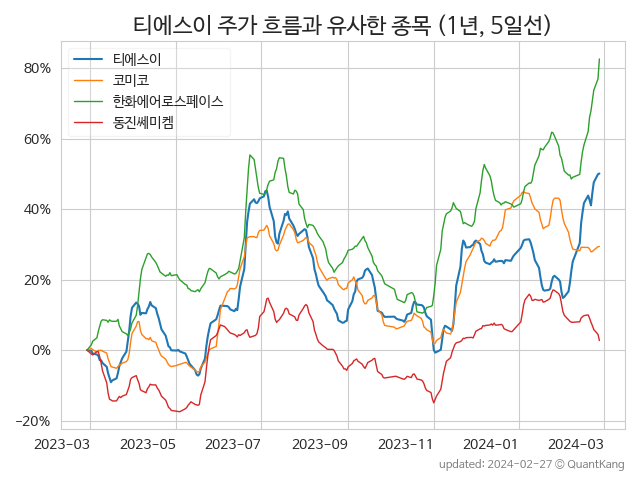 티에스이 주가 흐름과 유사한 종목 (1년, 5일선)
티에스이
코미코
한화에어로스페이스
동진쎄미켐
80%
60%
40%
20%
0%
−20%
2023-03 2023-05 2023-07 2023-09 2023-11 2024-01 2024-03
updated: 2024-02-27 © QuantKang